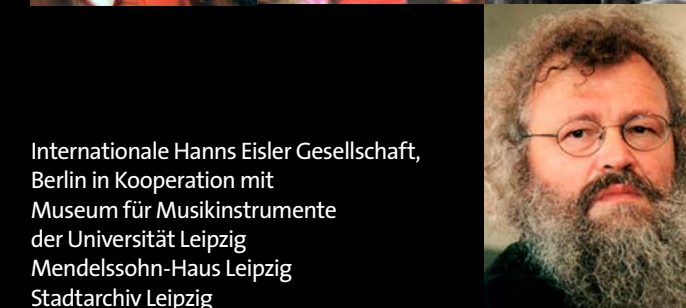 Internationale Hanns Eisler Gesellschaft,
Berlin in Kooperation mit
Museum für Musikinstrumente
der Universität Leipzig
Mendelssohn-Haus Leipzig
Stadtarchiv Leipzig